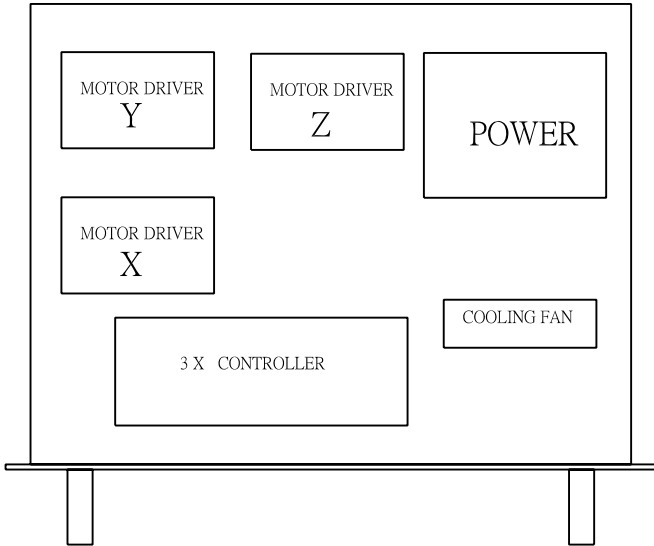 MOTOR DRIVER
Y
MOTOR DRIVER
Z
POWER
MOTOR DRIVER
X
COOLING FAN
3 X CONTROLLER